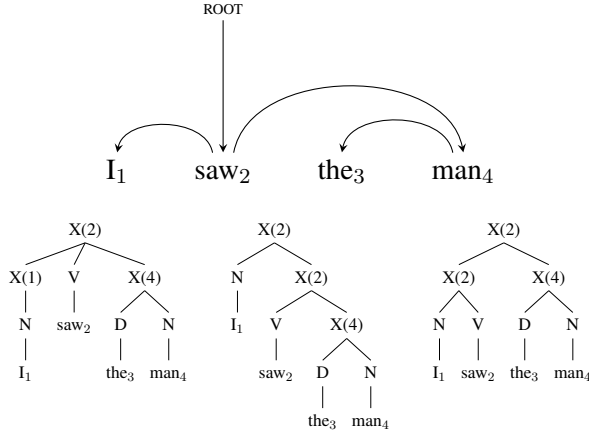 ROOT
I₁ saw₂ the₃ man₄
X(2) X(2) X(2)
X(1) V X(4) N X(2) X(2) X(4)
N saw₂ D N I₁ V X(4) N V D N
I₁ the₃ man₄ saw₂ D N I₁ saw₂ the₃ man₄
the₃ man₄